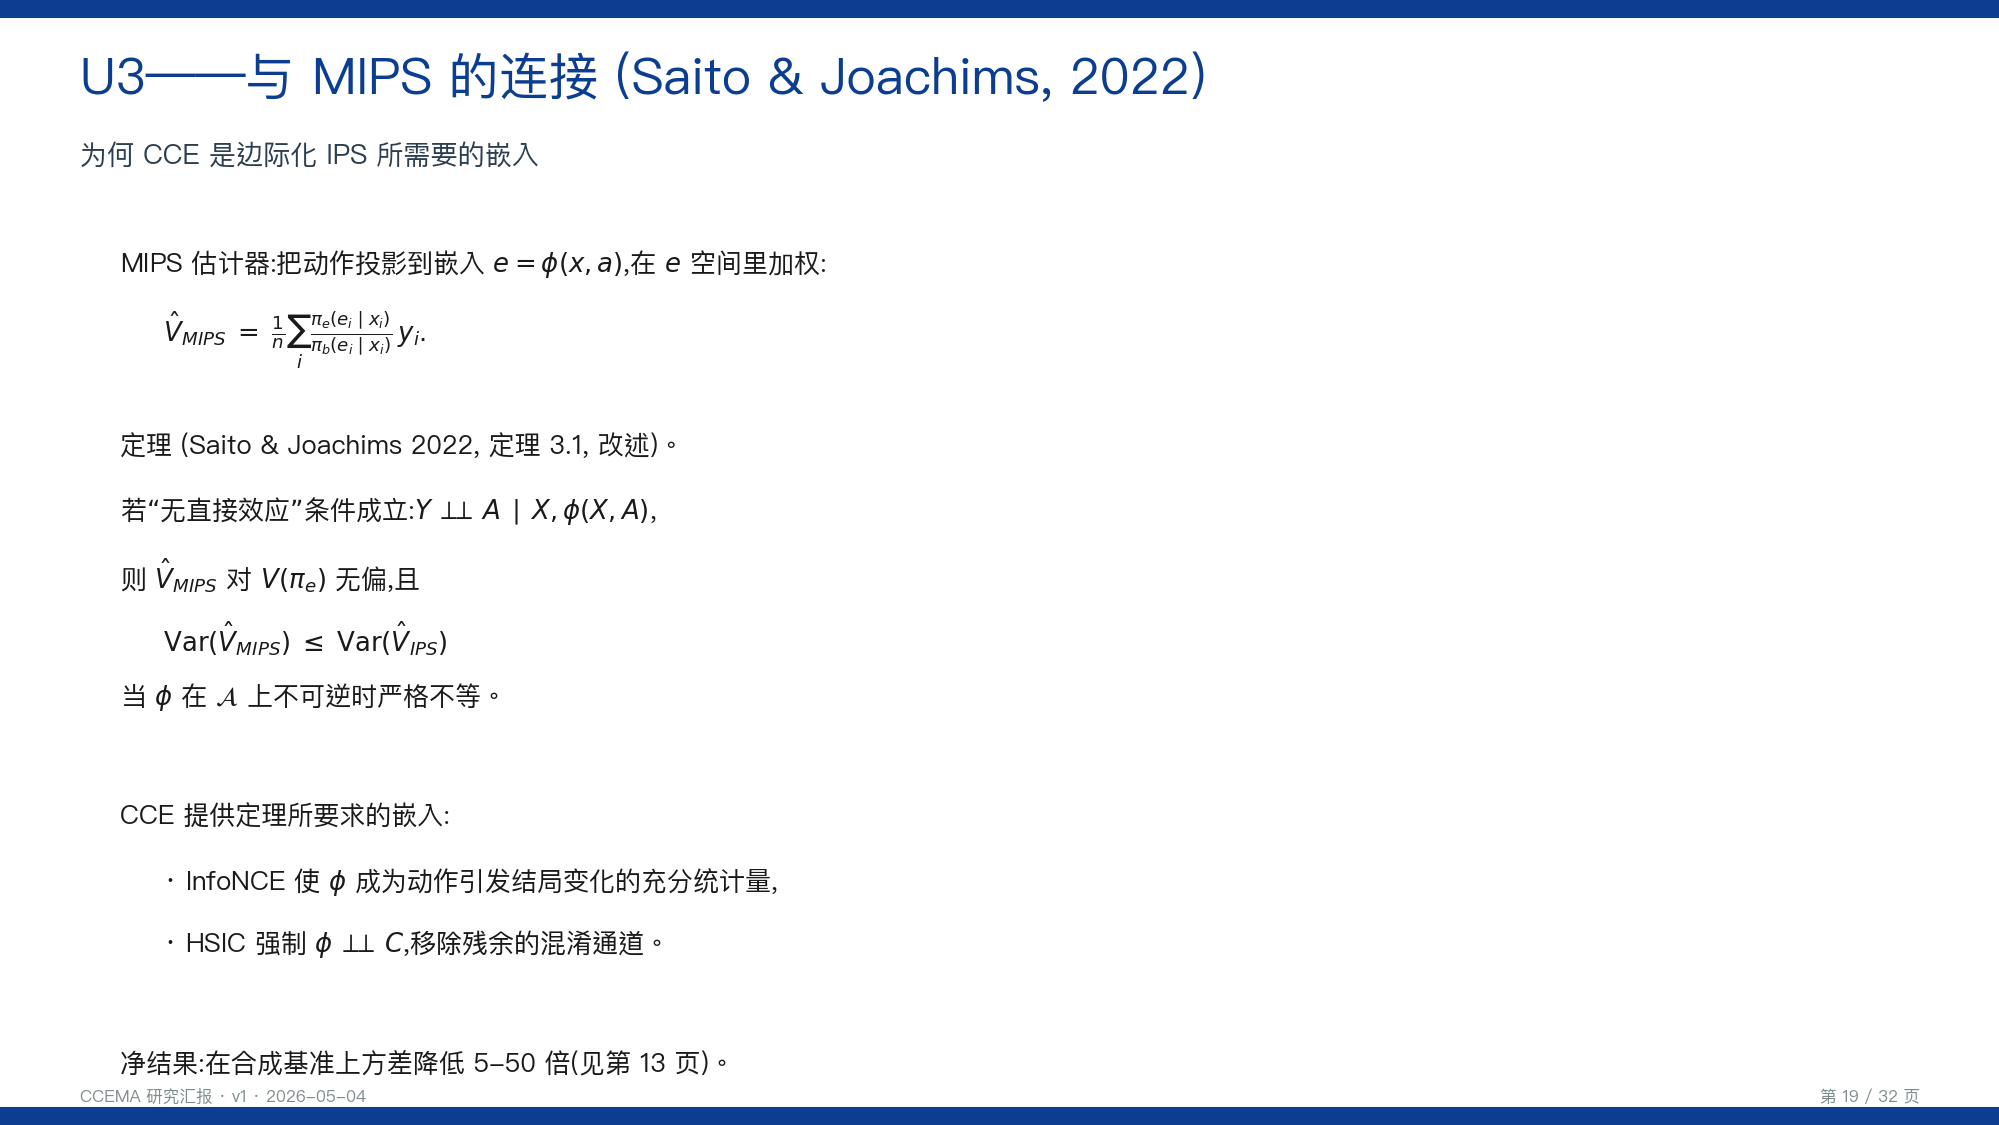 U3——与 MIPS 的连接 (Saito & Joachims, 2022)
为何 CCE 是边际化 IPS 所需要的嵌入
MIPS 估计器:把动作投影到嵌入 e = ϕ(x, a),在 e 空间里加权:
V̂_MIPS = 1/n ∑_i π_e(e_i | x_i)/π_b(e_i | x_i) y_i.
定理 (Saito & Joachims 2022, 定理 3.1, 改述)。
若“无直接效应”条件成立:Y ⊥⊥ A | X, ϕ(X, A),
则 V̂_MIPS 对 V(π_e) 无偏,且
Var(V̂_MIPS) ≤ Var(V̂_IPS)
当 ϕ 在 𝒜 上不可逆时严格不等。
CCE 提供定理所要求的嵌入:
· InfoNCE 使 ϕ 成为动作引发结局变化的充分统计量,
· HSIC 强制 ϕ ⊥⊥ C,移除残余的混淆通道。
净结果:在合成基准上方差降低 5–50 倍(见第 13 页)。
CCEMA 研究汇报 · v1 · 2026-05-04
第 19 / 32 页